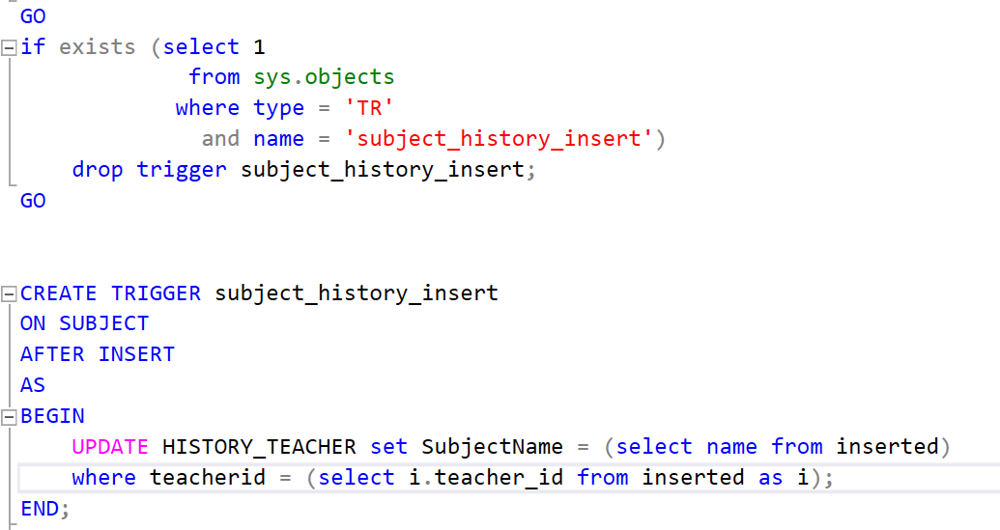 GO
if exists (select 1
from sys.objects
where type = 'TR'
and name = 'subject_history_insert')
drop trigger subject_history_insert;
GO
CREATE TRIGGER subject_history_insert
ON SUBJECT
AFTER INSERT
AS
BEGIN
UPDATE HISTORY_TEACHER set SubjectName = (select name from inserted)
where teacherid = (select i.teacher_id from inserted as i);
END;